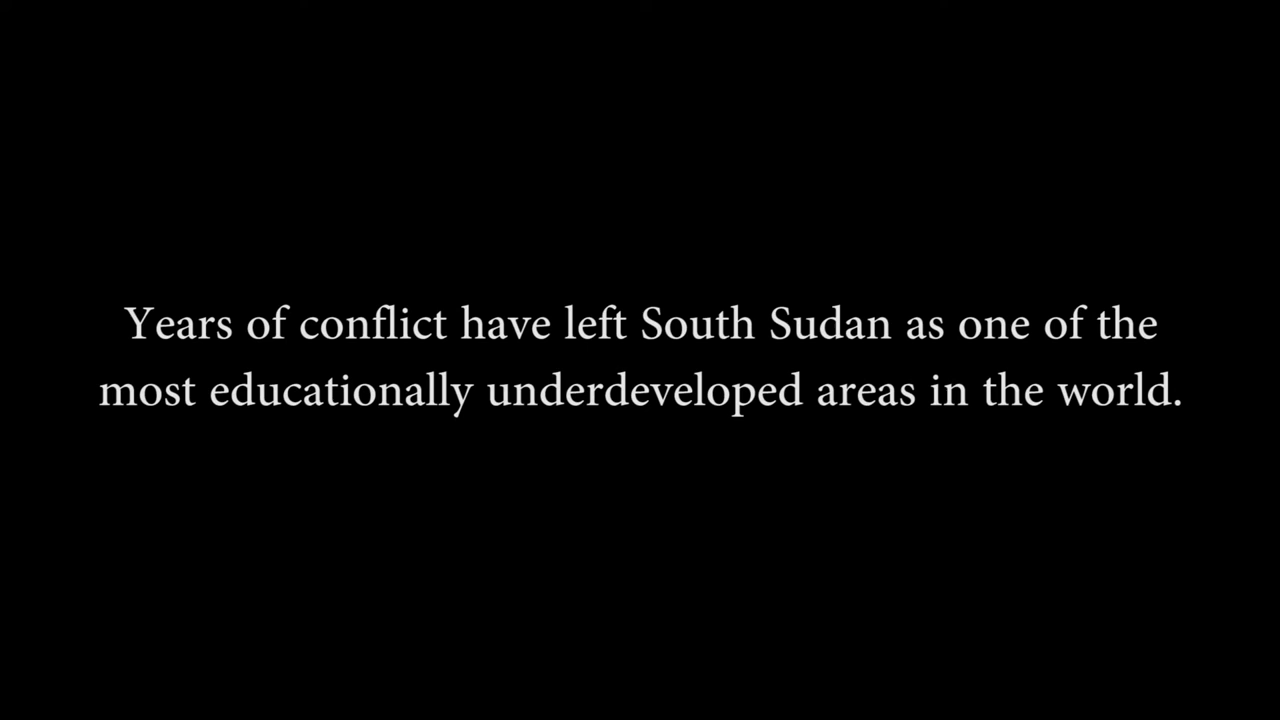 Years of conflict have left South Sudan as one of the
most educationally underdeveloped areas in the world.